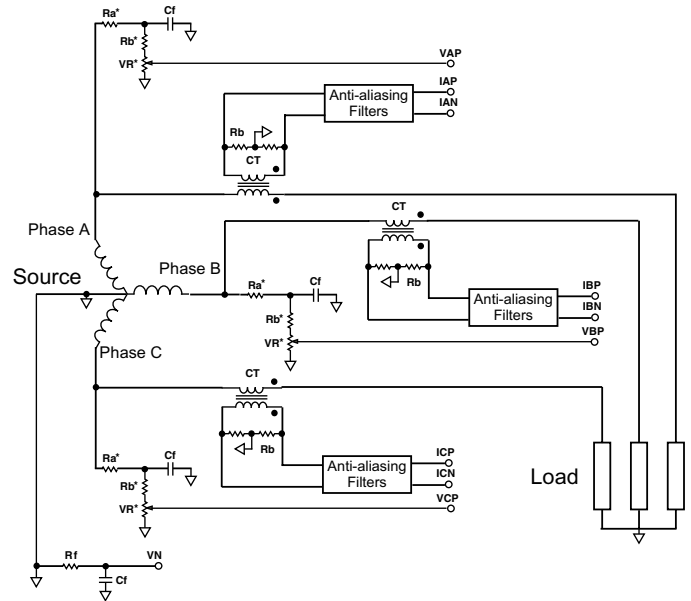 Ra*
Cf
Rb*
VR*
VAP
IAP
IAN
Anti-aliasing
Filters
Rb
CT
Phase A
CT
Phase B
Source
Ra*
Cf
Rb
IBP
IBN
Anti-aliasing
Filters
Rb*
VR*
VBP
Phase C
CT
Rb
Ra*
Cf
Rb*
VR*
Anti-aliasing
Filters
ICP
ICN
VCP
Load
Rf
VN
Cf